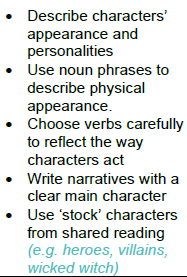 • Describe characters’
appearance and
personalities
• Use noun phrases to
describe physical
appearance.
• Choose verbs carefully
to reflect the way
characters act
• Write narratives with a
clear main character
• Use ‘stock’ characters
from shared reading
(e.g. heroes, villains,
wicked witch)